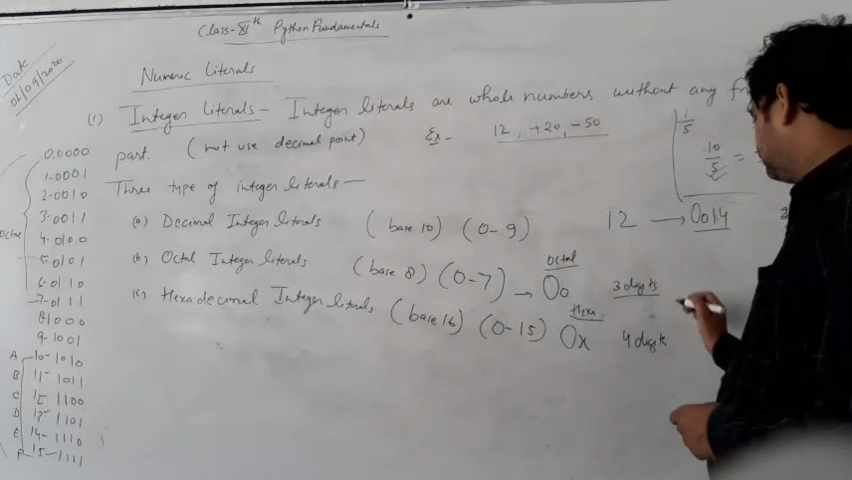 Class-XIth Python Fundamentals
Date
01/09/2020
Numeric Literals
(1) Integer Literals - Integer literals are whole numbers without any
part. (not use decimal point) Ex- 12, +20, -50
1
5
10
5 =
Three type of integer literals -
(a) Decimal Integer literals (base 10) (0-9) 12 → 0o14
(b) Octal Integer literals (base 8) (0-7) → Octal 0o 3 digits
(c) Hexadecimal Integer literals (base 16) (0-15) Hexa 0x 4 digits
Octal
0-0000
1-0001
2-0010
3-0011
4-0100
5-0101
6-0110
7-0111
8-1000
9-1001
A 10-1010
B 11-1011
C 12-1100
D 13-1101
E 14-1110
F 15-1111